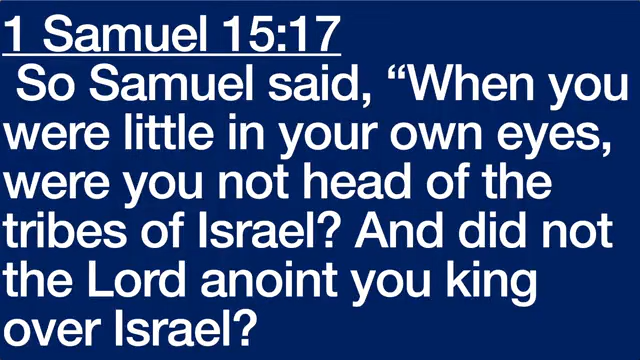 1 Samuel 15:17
So Samuel said, “When you
were little in your own eyes,
were you not head of the
tribes of Israel? And did not
the Lord anoint you king
over Israel?